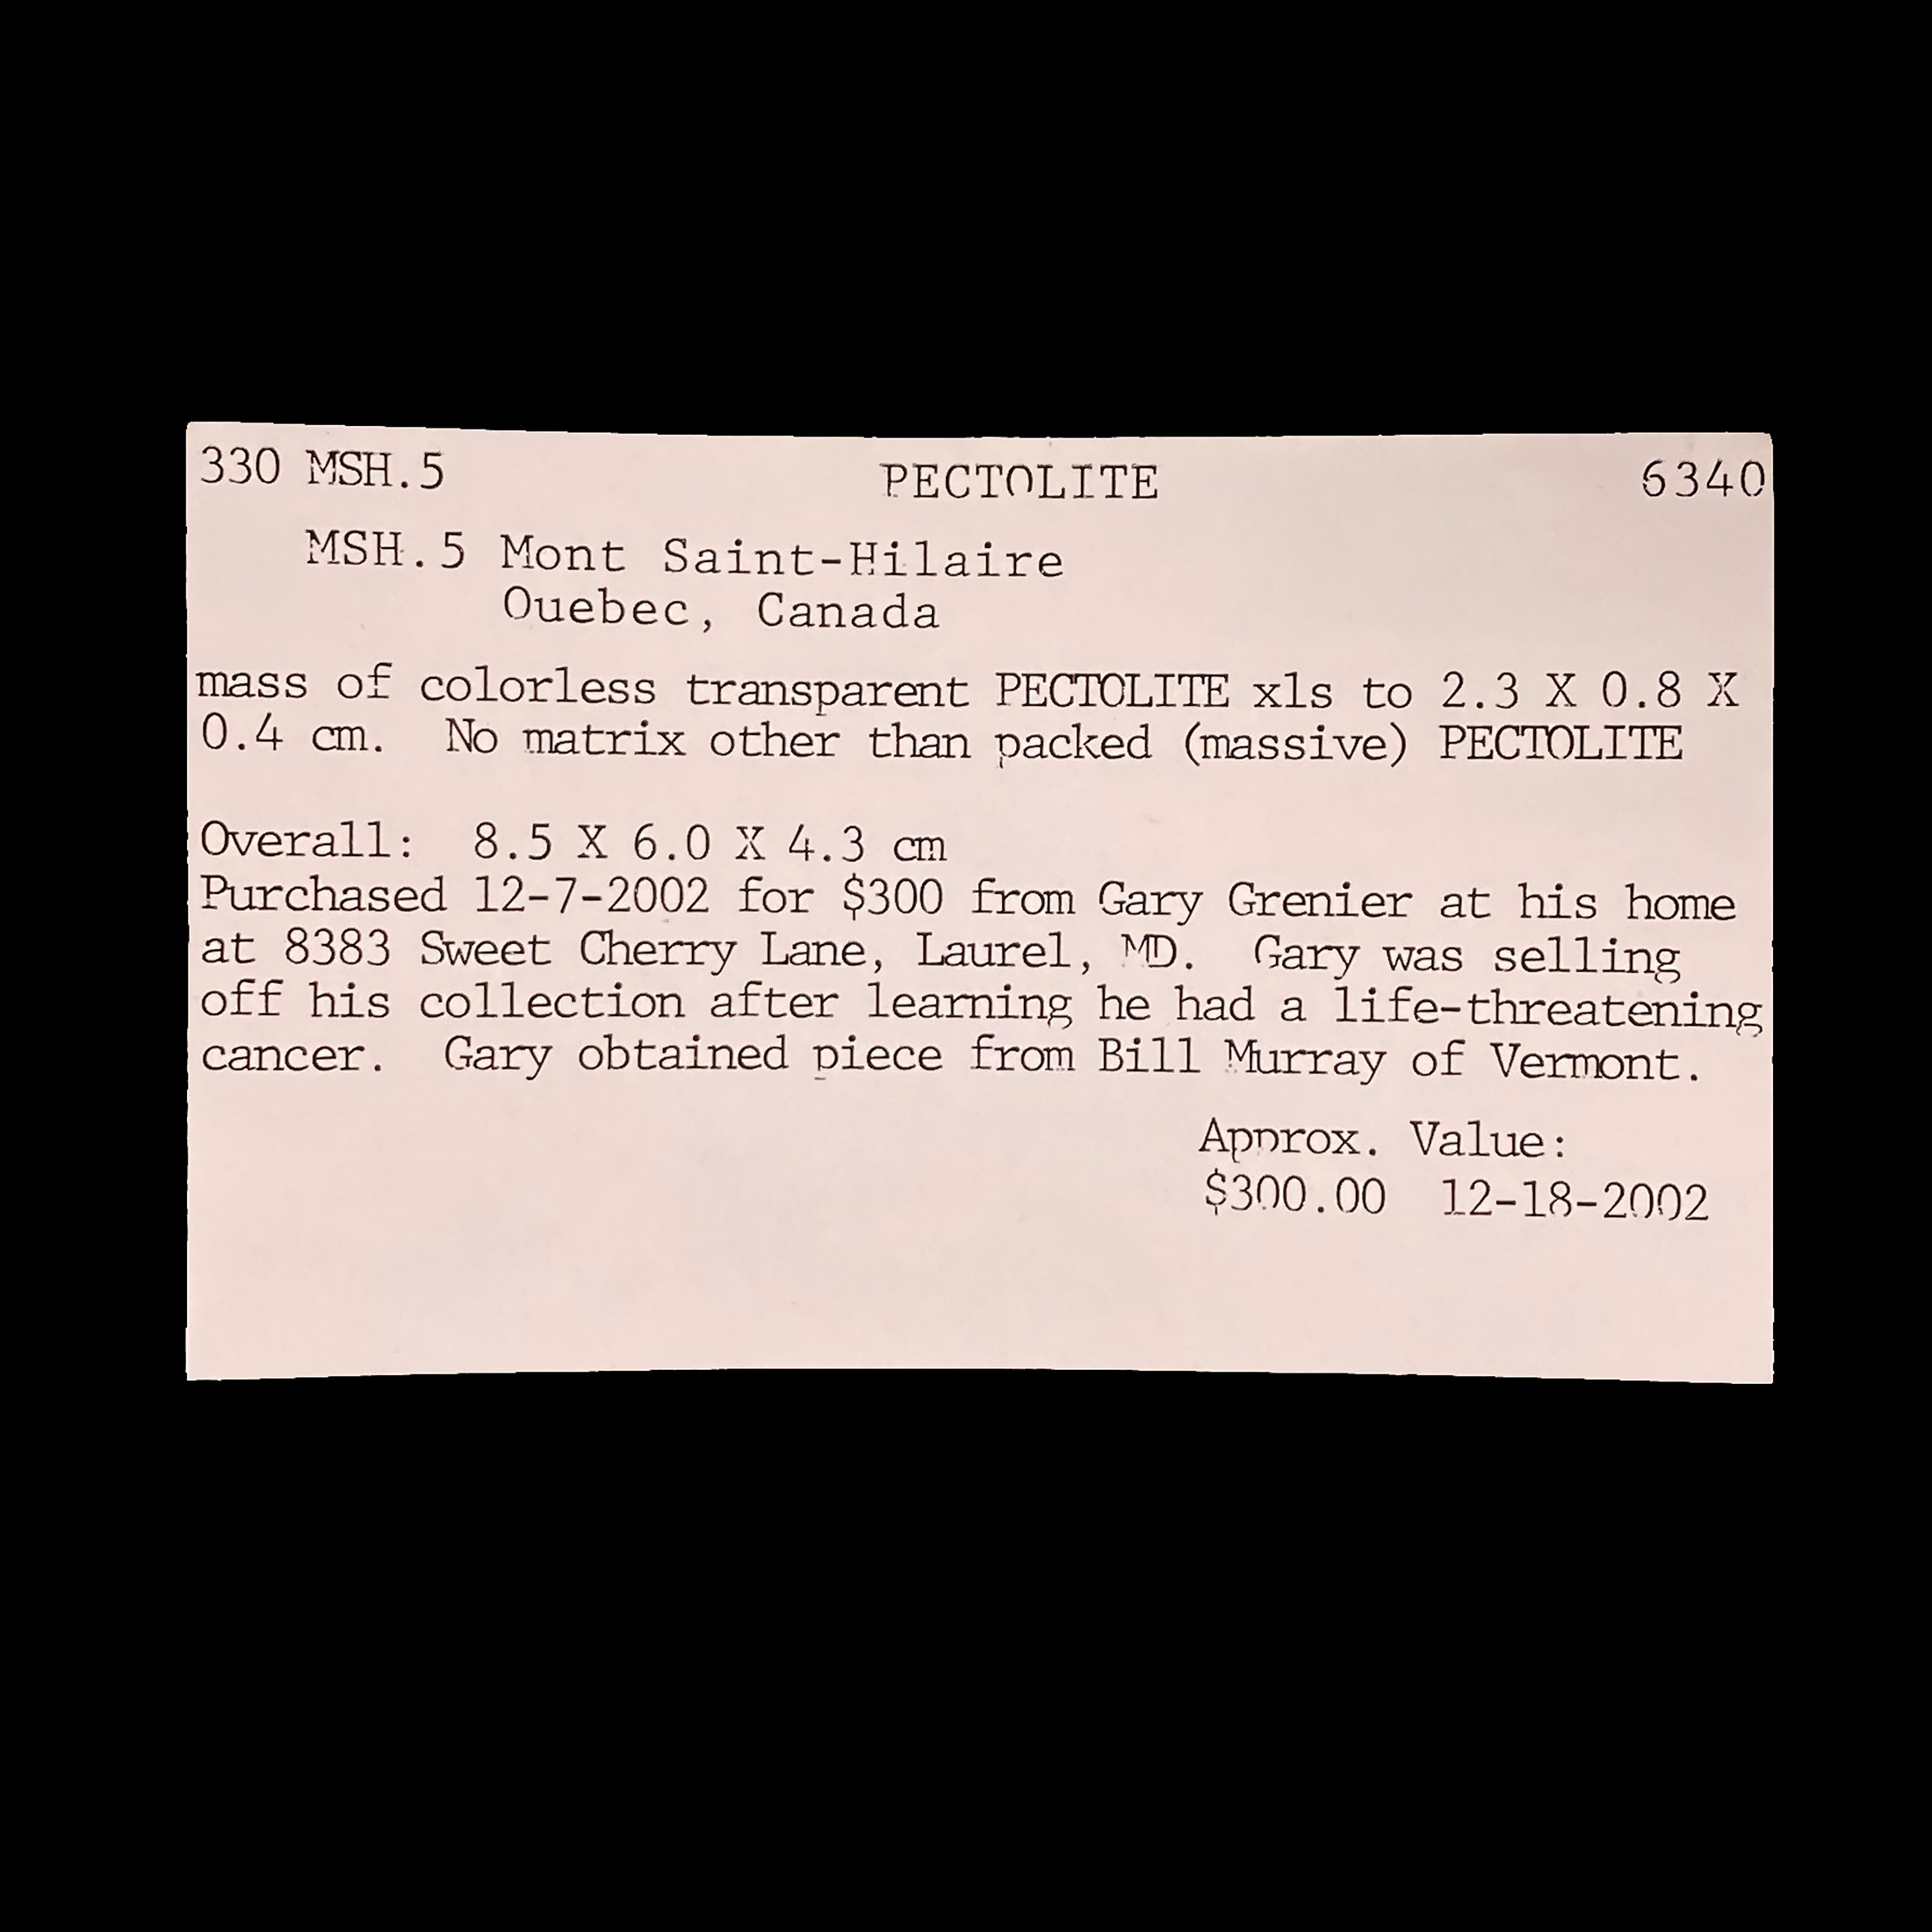 330 MSH.5 PECTOLITE 6340
MSH.5 Mont Saint-Hilaire
Quebec, Canada
mass of colorless transparent PECTOLITE xls to 2.3 X 0.8 X
0.4 cm. No matrix other than packed (massive) PECTOLITE
Overall: 8.5 X 6.0 X 4.3 cm
Purchased 12-7-2002 for $300 from Gary Grenier at his home
at 8383 Sweet Cherry Lane, Laurel, MD. Gary was selling
off his collection after learning he had a life-threatening
cancer. Gary obtained piece from Bill Murray of Vermont.
Approx. Value:
$300.00 12-18-2002